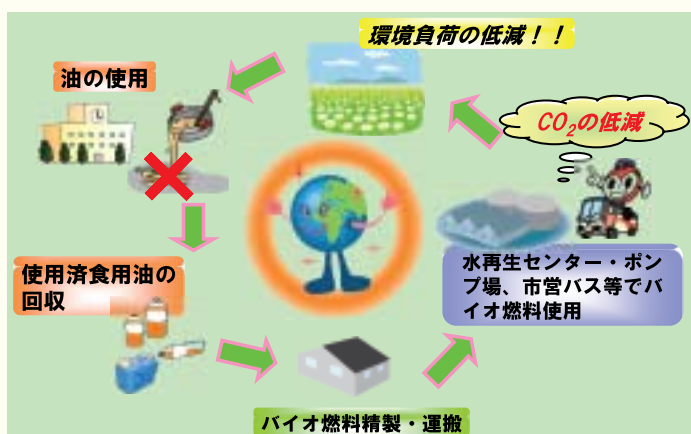 環境負荷の低減！！
油の使用
CO2の低減
使用済食用油の
回収
水再生センター・ポン
プ場、市営バス等でバ
イオ燃料使用
バイオ燃料精製・運搬